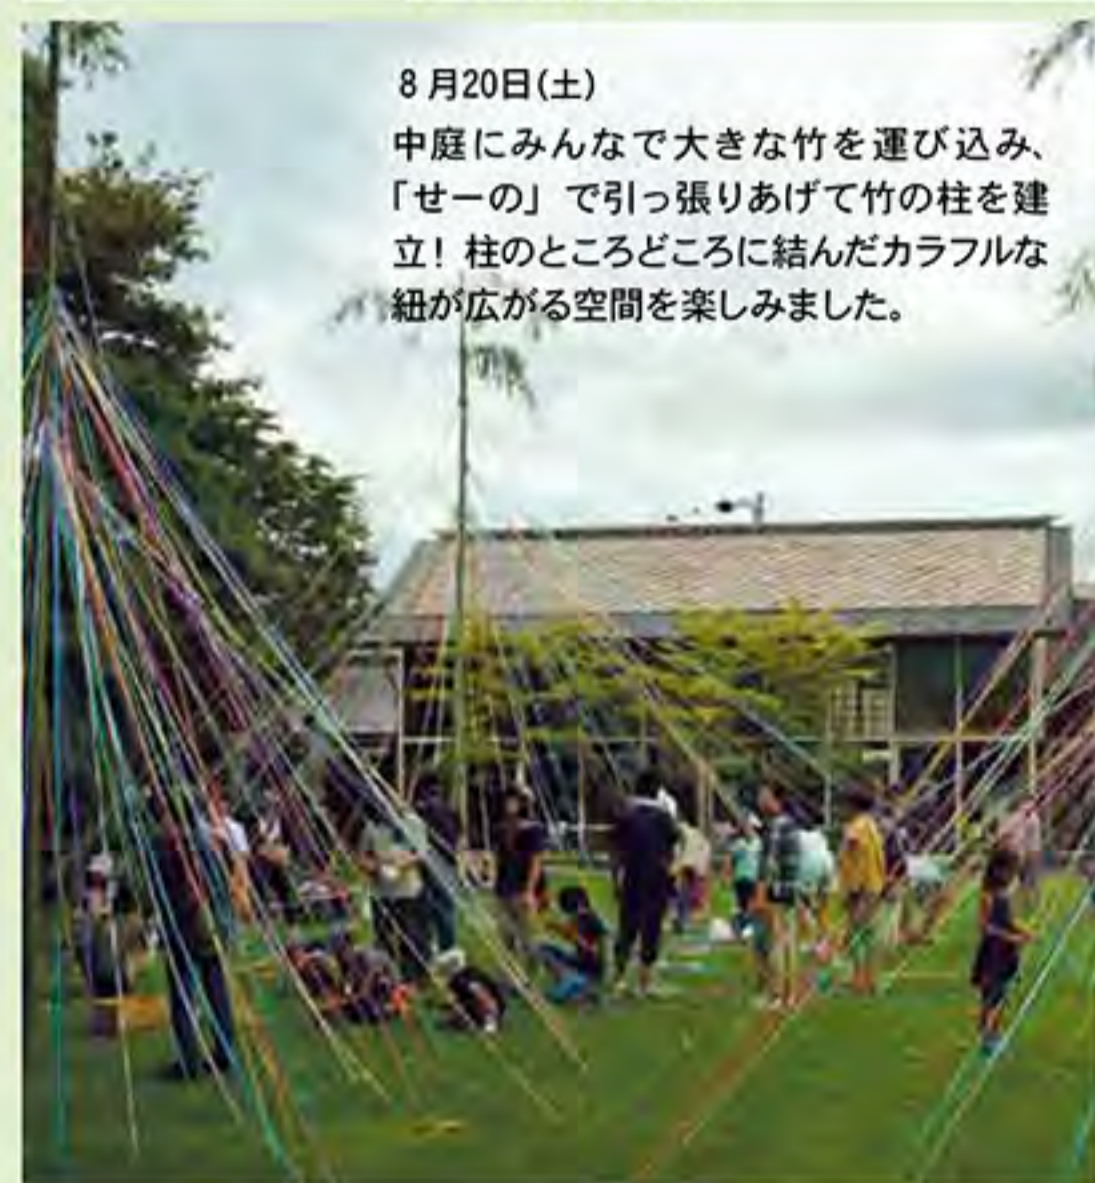 8月20日(土)
中庭にみんなで大きな竹を運び込み、
「せーの」で引っ張りあげて竹の柱を建
立！柱のところどころに結んだカラフルな
紐が広がる空間を楽しみました。